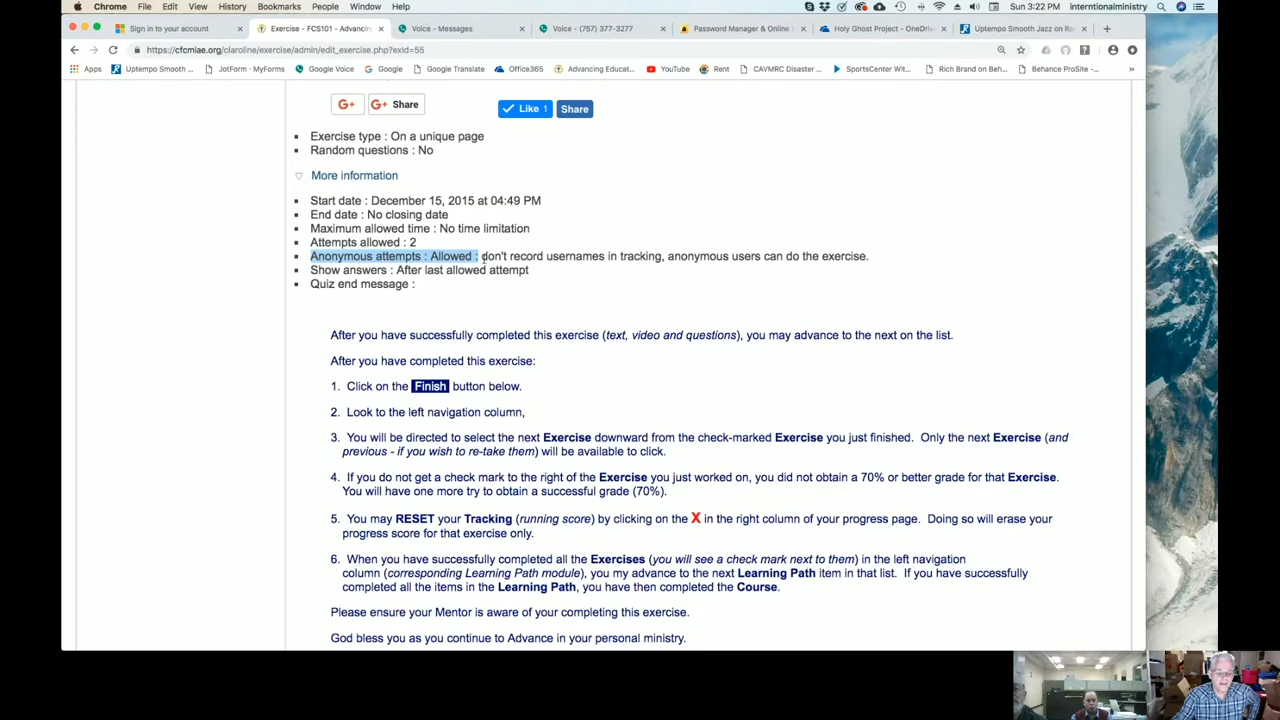 Chrome File Edit View History Bookmarks People Window Help Sun 3:22 PM interntionalministry
Sign in to your account × Exercise - FCS101 - Advancing × Voice - Messages × Voice - (757) 377-3277 × Password Manager & Online × Holy Ghost Project - OneDriv × Uptempo Smooth Jazz on Ra ×
https://cfcmiae.org/claroline/exercise/admin/edit_exercise.php?exId=55
Apps Uptempo Smooth ... JotForm · MyForms Google Voice Google Google Translate Office365 Advancing Educat... YouTube Rent CAVMRC Disaster ... SportsCenter Wit... Rich Brand on Beh... Behance ProSite -... »
G+ G+ Share Like 1 Share
Exercise type : On a unique page
Random questions : No
More information
Start date : December 15, 2015 at 04:49 PM
End date : No closing date
Maximum allowed time : No time limitation
Attempts allowed : 2
Anonymous attempts : Allowed : don't record usernames in tracking, anonymous users can do the exercise.
Show answers : After last allowed attempt
Quiz end message :
After you have successfully completed this exercise (text, video and questions), you may advance to the next on the list.
After you have completed this exercise:
1. Click on the Finish button below.
2. Look to the left navigation column,
3. You will be directed to select the next Exercise downward from the check-marked Exercise you just finished. Only the next Exercise (and
previous - if you wish to re-take them) will be available to click.
4. If you do not get a check mark to the right of the Exercise you just worked on, you did not obtain a 70% or better grade for that Exercise.
You will have one more try to obtain a successful grade (70%).
5. You may RESET your Tracking (running score) by clicking on the X in the right column of your progress page. Doing so will erase your
progress score for that exercise only.
6. When you have successfully completed all the Exercises (you will see a check mark next to them) in the left navigation
column (corresponding Learning Path module), you my advance to the next Learning Path item in that list. If you have successfully
completed all the items in the Learning Path, you have then completed the Course.
Please ensure your Mentor is aware of your completing this exercise.
God bless you as you continue to Advance in your personal ministry.